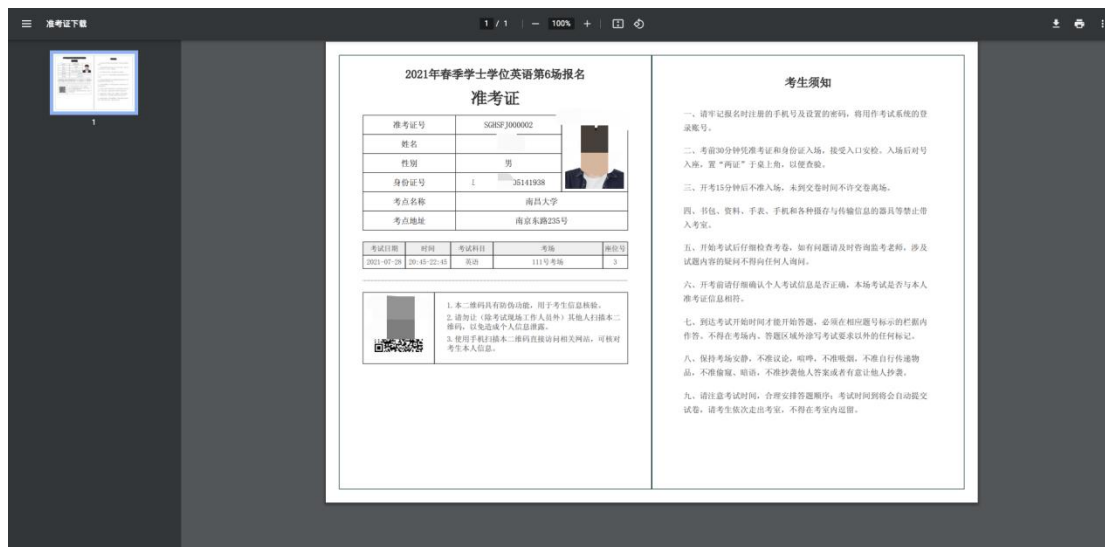 准考证下载
1 / 1
100%
1
2021年春季学士学位英语第6场报名
准考证
准考证号 SGHSFJ000002
姓名
性别 男
身份证号 1 05141938
考点名称 南昌大学
考点地址 南京东路235号
考试日期 时间 考试科目 考场 座位号
2021-07-28 20:45-22:45 英语 111号考场 3
1. 本二维码具有防伪功能，用于考生信息核验。
2. 请勿让（除考试现场工作人员外）其他人扫描本二
维码，以免造成个人信息泄露。
3. 使用手机扫描本二维码直接访问相关网站，可核对
考生本人信息。
考生须知
一、请牢记报名时注册的手机号及设置的密码，将用作考试系统的登
录账号。
二、考前30分钟凭准考证和身份证入场，接受入口安检。入场后对号
入座，置“两证”于桌上角，以便查验。
三、开考15分钟后不准入场，未到交卷时间不许交卷离场。
四、书包、资料、手表、手机和各种摄存与传输信息的器具等禁止带
入考室。
五、开始考试后仔细检查考卷，如有问题请及时咨询监考老师，涉及
试题内容的疑问不得向任何人询问。
六、开考前请仔细确认个人考试信息是否正确，本场考试是否与本人
准考证信息相符。
七、到达考试开始时间才能开始答题，必须在相应题号标示的栏据内
作答。不得在考场内、答题区域外涂写考试要求以外的任何标记。
八、保持考场安静，不准议论，喧哗，不准吸烟，不准自行传递物
品，不准偷窥、暗语，不准抄袭他人答案或者有意让他人抄袭。
九、请注意考试时间，合理安排答题顺序；考试时间到将会自动提交
试卷，请考生依次走出考室，不得在考室内逗留。